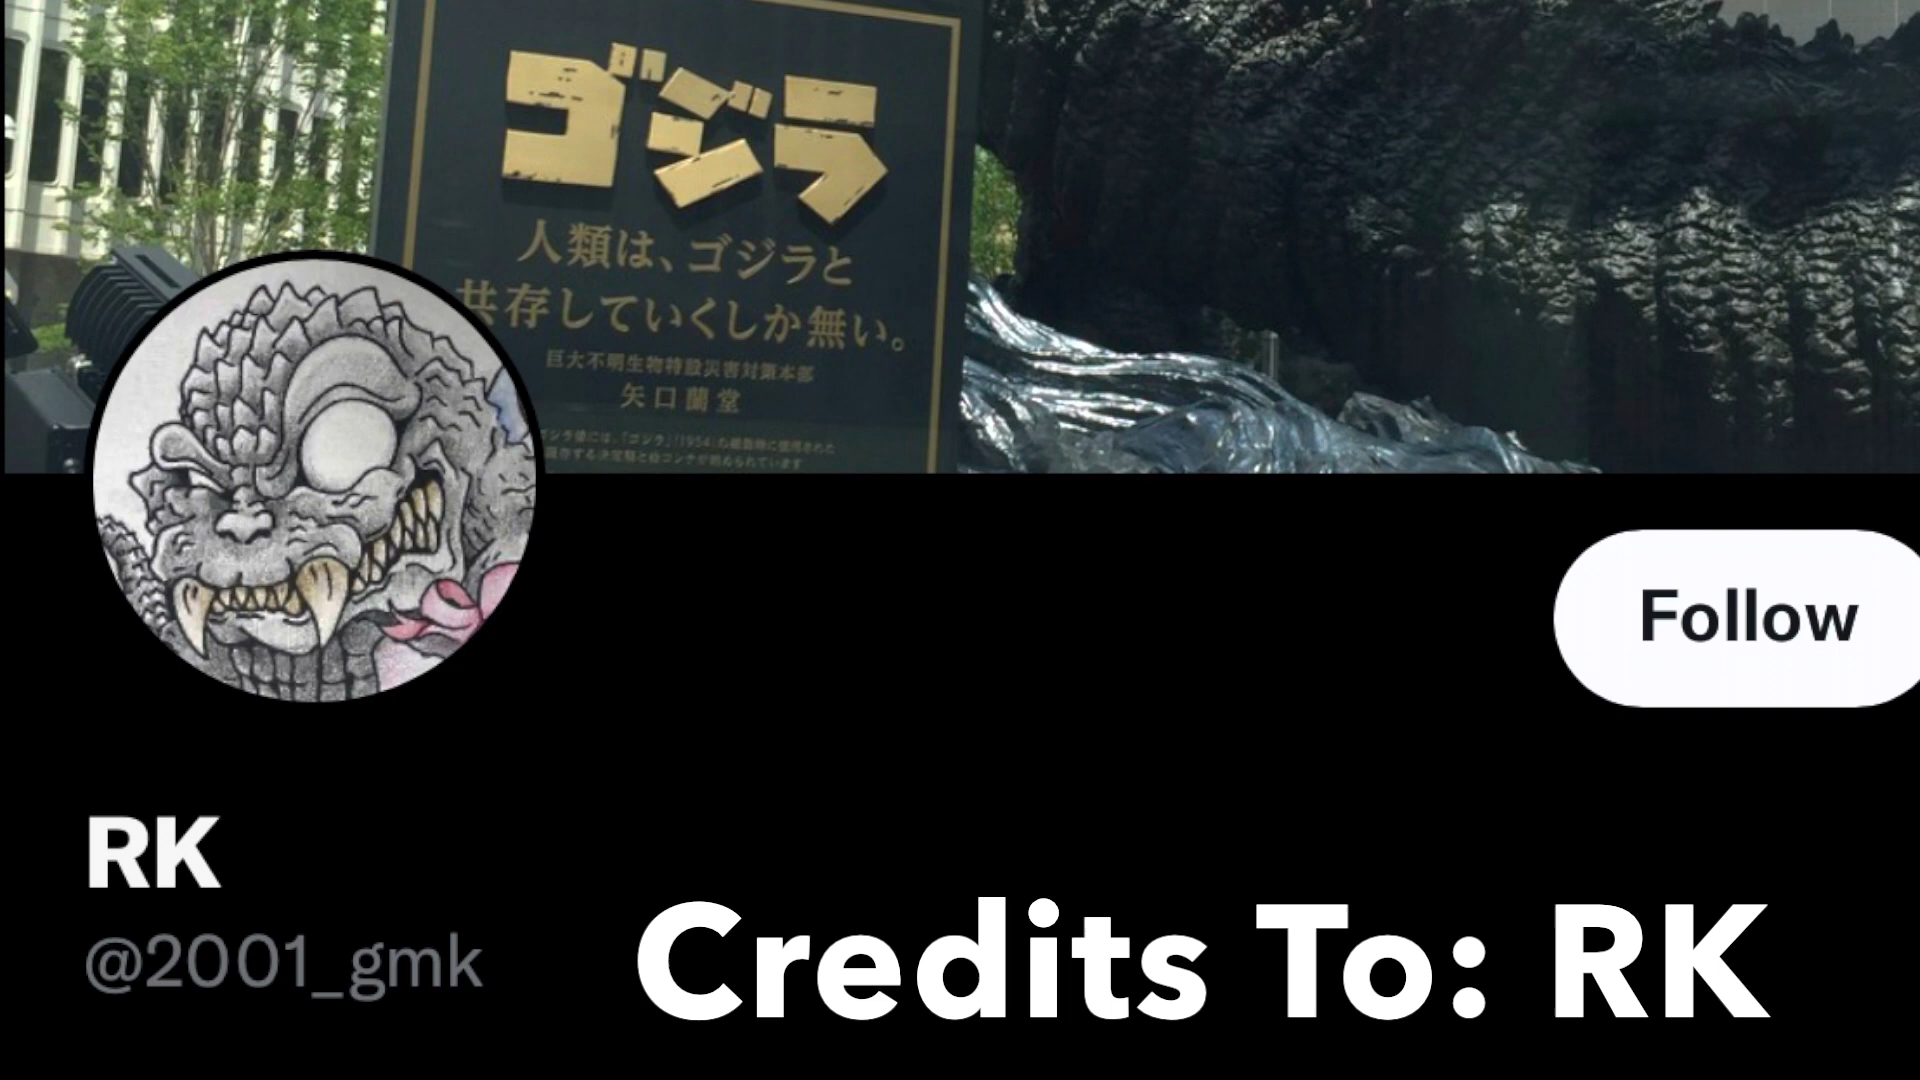 ゴジラ
人類は、ゴジラと
共存していくしか無い。
巨大不明生物特設災害対策本部
矢口蘭堂
Follow
RK
@2001_gmk
Credits To: RK